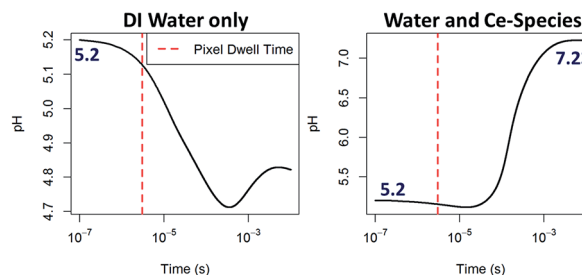 DI Water only
Water and Ce-Species
5.2
5.1
5.0
4.9
4.8
4.7
pH
5.2
Pixel Dwell Time
10⁻⁷
10⁻⁵
10⁻³
Time (s)
7.0
6.5
6.0
5.5
pH
5.2
7.2
10⁻⁷
10⁻⁵
10⁻³
Time (s)